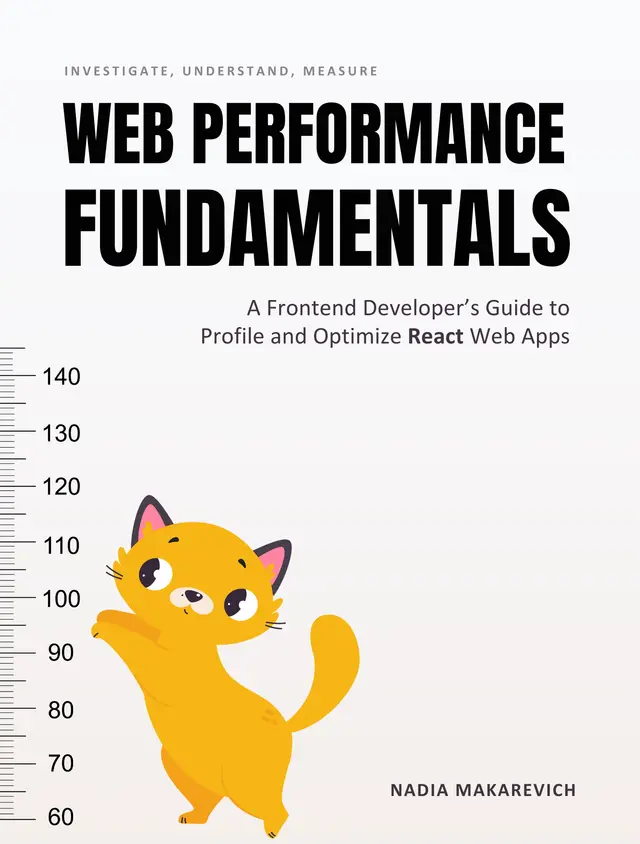 INVESTIGATE, UNDERSTAND, MEASURE
WEB PERFORMANCE
FUNDAMENTALS
A Frontend Developer's Guide to
Profile and Optimize React Web Apps
140
130
120
110
100
90
80
70
60
NADIA MAKAREVICH